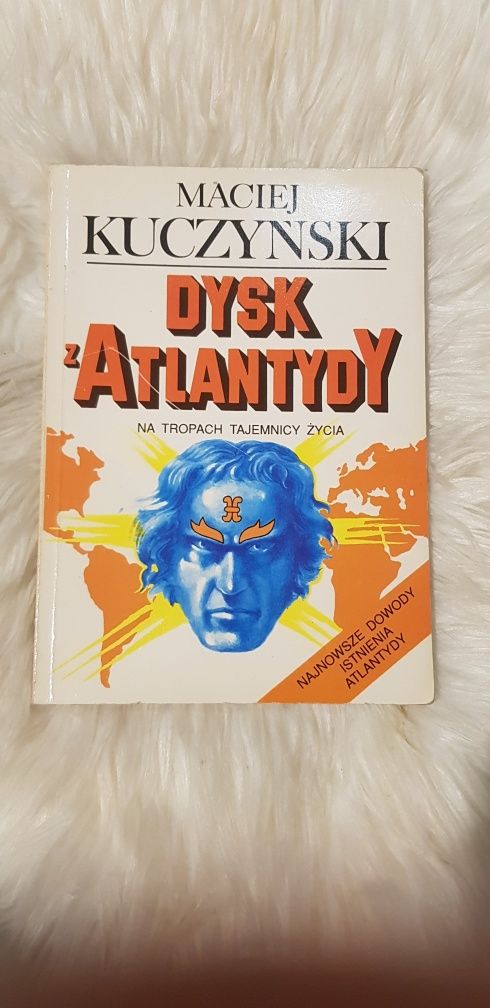 MACIEJ
KUCZYŃSKI
DYSK
Z ATLANTYDY
NA TROPACH TAJEMNICY ŻYCIA
NAJNOWSZE DOWODY
ISTNIENIA
ATLANTYDY